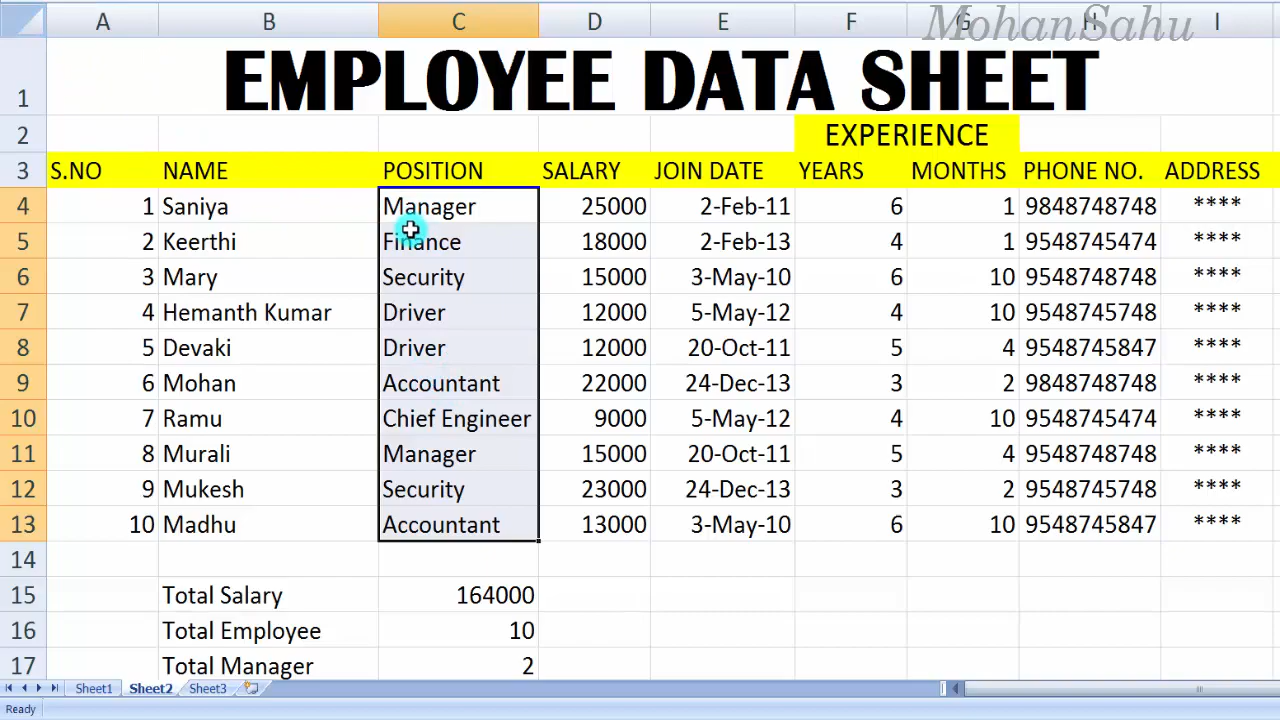 MohanSahu
A B C D E F G H I
1 EMPLOYEE DATA SHEET
2 EXPERIENCE
3 S.NO NAME POSITION SALARY JOIN DATE YEARS MONTHS PHONE NO. ADDRESS
4 1 Saniya Manager 25000 2-Feb-11 6 1 9848748748 ****
5 2 Keerthi Finance 18000 2-Feb-13 4 1 9548745474 ****
6 3 Mary Security 15000 3-May-10 6 10 9548748748 ****
7 4 Hemanth Kumar Driver 12000 5-May-12 4 10 9548745748 ****
8 5 Devaki Driver 12000 20-Oct-11 5 4 9548745847 ****
9 6 Mohan Accountant 22000 24-Dec-13 3 2 9848748748 ****
10 7 Ramu Chief Engineer 9000 5-May-12 4 10 9548745474 ****
11 8 Murali Manager 15000 20-Oct-11 5 4 9548748748 ****
12 9 Mukesh Security 23000 24-Dec-13 3 2 9548745748 ****
13 10 Madhu Accountant 13000 3-May-10 6 10 9548745847 ****
14
15 Total Salary 164000
16 Total Employee 10
17 Total Manager 2
Sheet1 Sheet2 Sheet3
Ready